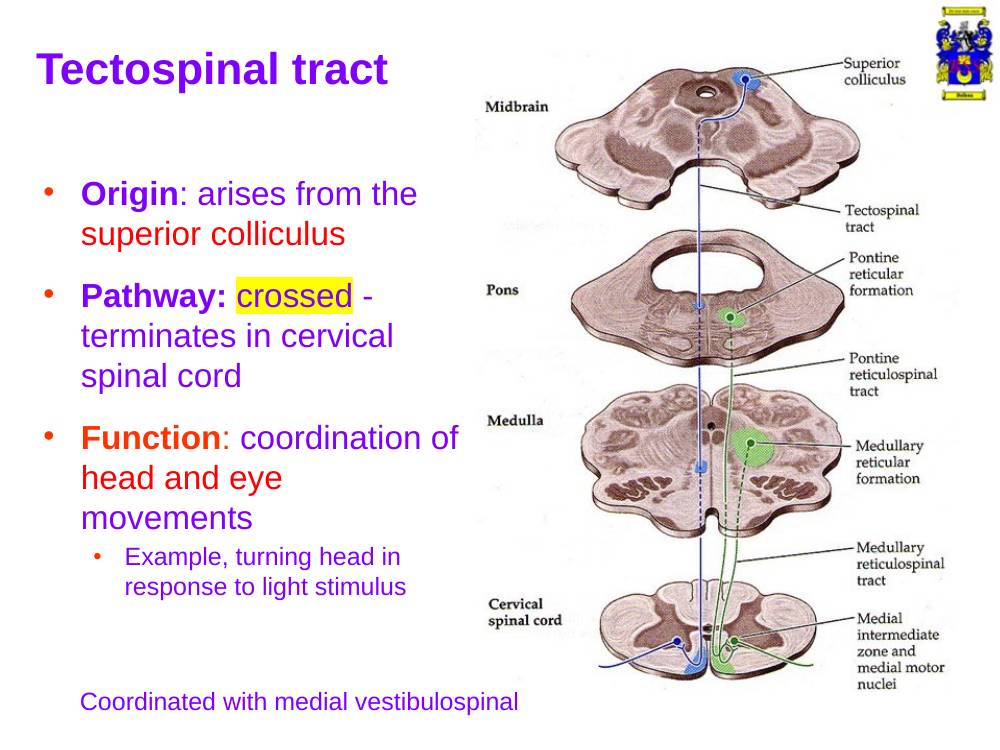 Tectospinal tract
• Origin: arises from the
superior colliculus
• Pathway: crossed -
terminates in cervical
spinal cord
• Function: coordination of
head and eye
movements
• Example, turning head in
response to light stimulus
Coordinated with medial vestibulospinal
Midbrain
Superior
colliculus
Tectospinal
tract
Pons
Pontine
reticular
formation
Pontine
reticulospinal
tract
Medulla
Medullary
reticular
formation
Medullary
reticulospinal
tract
Cervical
spinal cord
Medial
intermediate
zone and
medial motor
nuclei